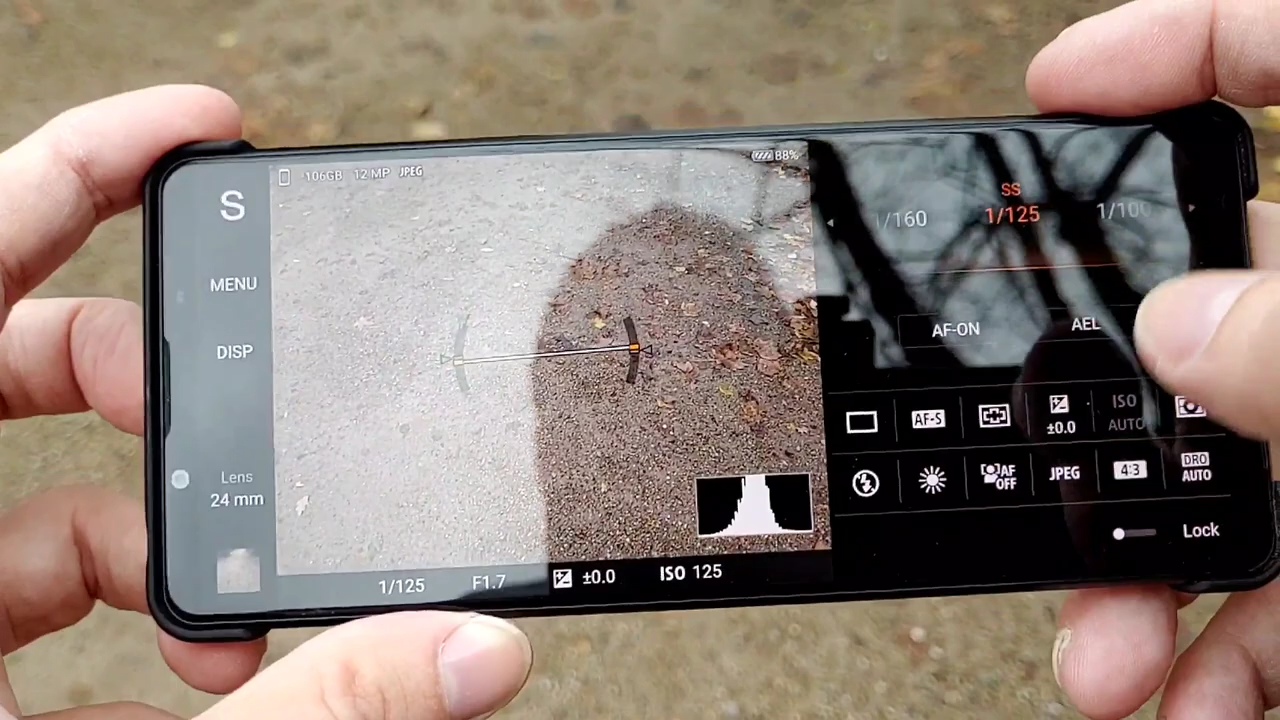 S
MENU
DISP
Lens
24 mm
106GB 12 MP JPEG
88%
1/125 F1.7 ±0.0 ISO 125
SS
1/160 1/125 1/100
AF-ON AEL
AF-S ±0.0 ISO AUTO
AF OFF JPEG 4:3 DRO AUTO
Lock